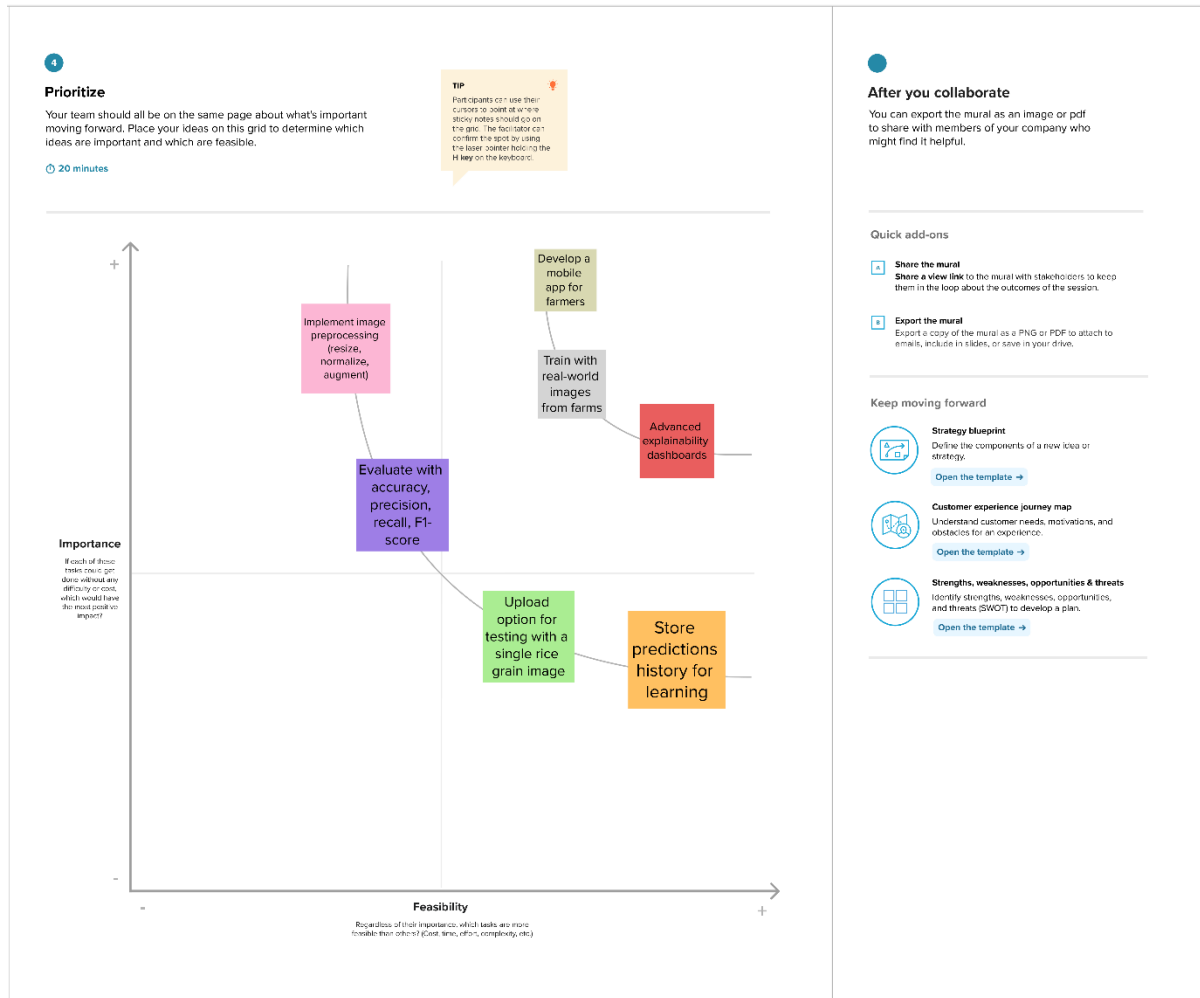 4
Prioritize
Your team should all be on the same page about what's important
moving forward. Place your ideas on this grid to determine which
ideas are important and which are feasible.
20 minutes
TIP
Participants can use their
cursors to point at where
sticky notes should go on
the grid. The facilitator can
confirm the spot by using
the laser pointer holding the
H key on the keyboard.
+
Develop a
mobile
app for
farmers
Implement image
preprocessing
(resize,
normalize,
augment)
Train with
real-world
images
from farms
Advanced
explainability
dashboards
Evaluate with
accuracy,
precision,
recall, F1-
score
Importance
If each of these
tasks could get
done without any
difficulty or cost,
which would have
the most positive
impact?
Upload
option for
testing with a
single rice
grain image
Store
predictions
history for
learning
-
-
Feasibility
+
Regardless of their importance, which tasks are more
feasible than others? (Cost, time, effort, complexity, etc.)
After you collaborate
You can export the mural as an image or pdf
to share with members of your company who
might find it helpful.
Quick add-ons
A
Share the mural
Share a view link to the mural with stakeholders to keep
them in the loop about the outcomes of the session.
B
Export the mural
Export a copy of the mural as a PNG or PDF to attach to
emails, include in slides, or save in your drive.
Keep moving forward
Strategy blueprint
Define the components of a new idea or
strategy.
Open the template →
Customer experience journey map
Understand customer needs, motivations, and
obstacles for an experience.
Open the template →
Strengths, weaknesses, opportunities & threats
Identify strengths, weaknesses, opportunities,
and threats (SWOT) to develop a plan.
Open the template →